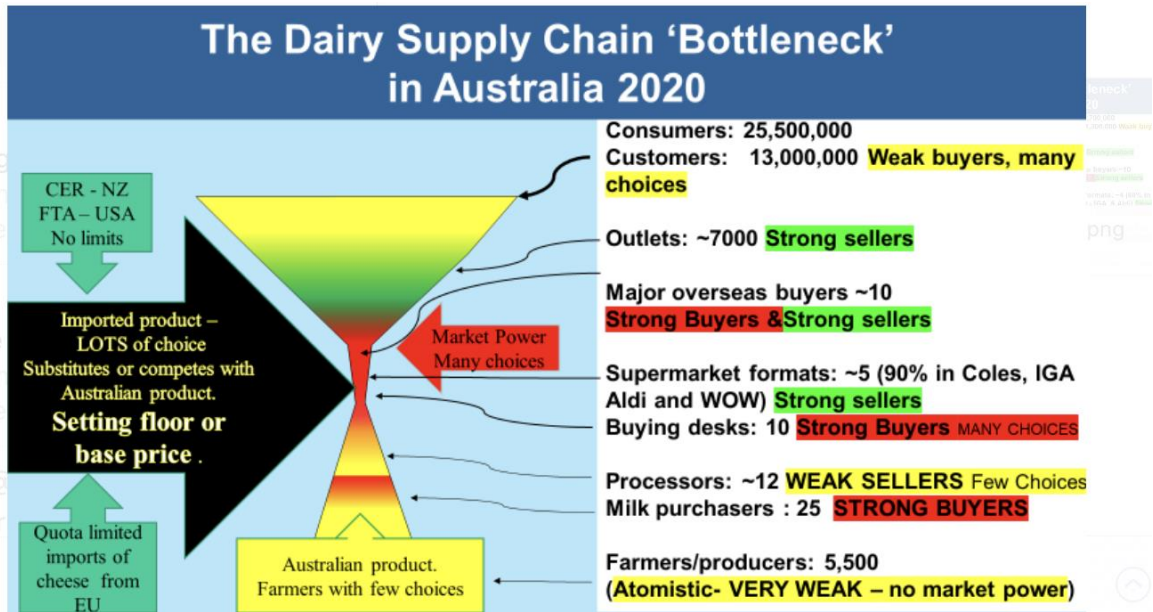 The Dairy Supply Chain ‘Bottleneck’
in Australia 2020
CER - NZ
FTA – USA
No limits
Imported product –
LOTS of choice
Substitutes or competes with
Australian product.
Setting floor or
base price .
Quota limited
imports of
cheese from
EU
Market Power
Many choices
Australian product.
Farmers with few choices
Consumers: 25,500,000
Customers: 13,000,000 Weak buyers, many
choices
Outlets: ~7000 Strong sellers
Major overseas buyers ~10
Strong Buyers &Strong sellers
Supermarket formats: ~5 (90% in Coles, IGA
Aldi and WOW) Strong sellers
Buying desks: 10 Strong Buyers MANY CHOICES
Processors: ~12 WEAK SELLERS Few Choices
Milk purchasers : 25 STRONG BUYERS
Farmers/producers: 5,500
(Atomistic- VERY WEAK – no market power)
png